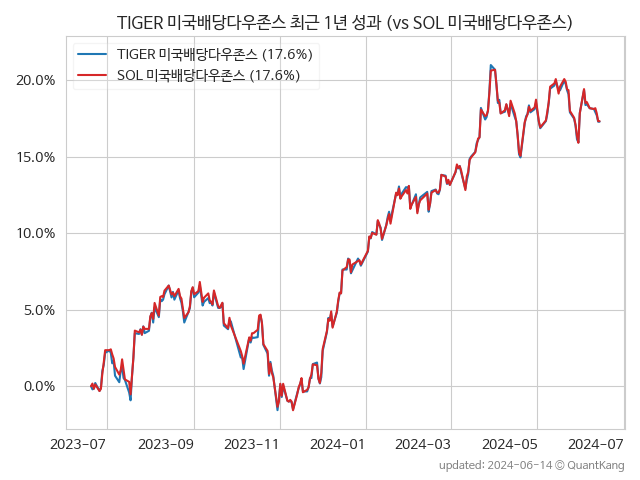 TIGER 미국배당다우존스 최근 1년 성과 (vs SOL 미국배당다우존스)
TIGER 미국배당다우존스 (17.6%)
SOL 미국배당다우존스 (17.6%)
20.0%
15.0%
10.0%
5.0%
0.0%
2023-07 2023-09 2023-11 2024-01 2024-03 2024-05 2024-07
updated: 2024-06-14 © QuantKang